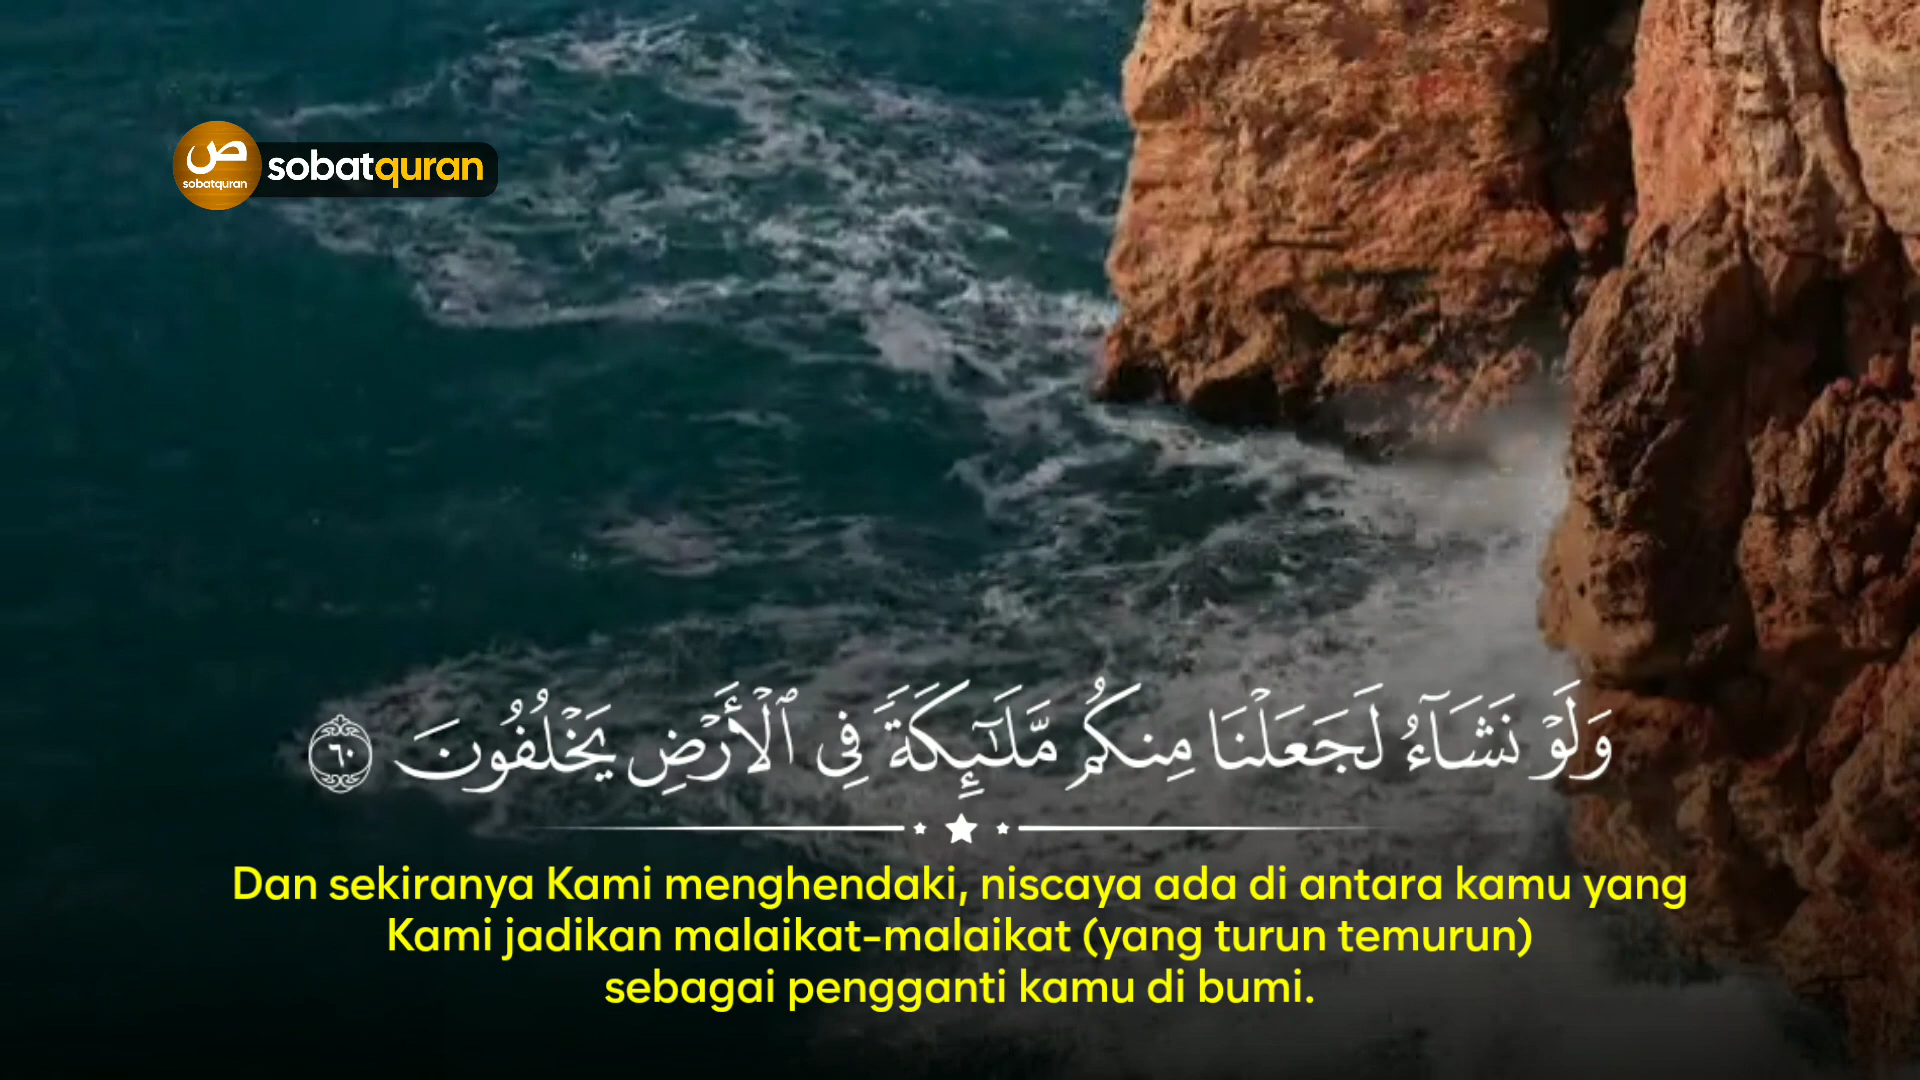 ص
sobatquran
sobatquran
وَلَوْ نَشَآءُ لَجَعَلْنَا مِنكُم مَّلَـٰٓئِكَةً فِى ٱلْأَرْضِ يَخْلُفُونَ ٦٠
Dan sekiranya Kami menghendaki, niscaya ada di antara kamu yang
Kami jadikan malaikat-malaikat (yang turun temurun)
sebagai pengganti kamu di bumi.